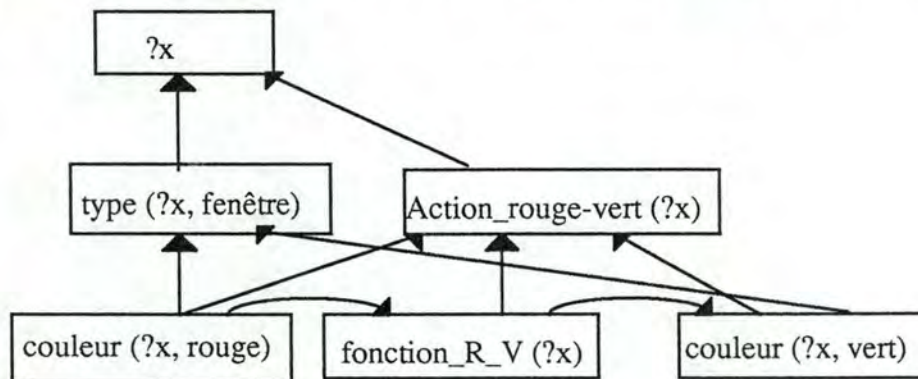 ?x
type (?x, fenêtre)
Action_rouge-vert (?x)
couleur (?x, rouge)
fonction_R_V (?x)
couleur (?x, vert)